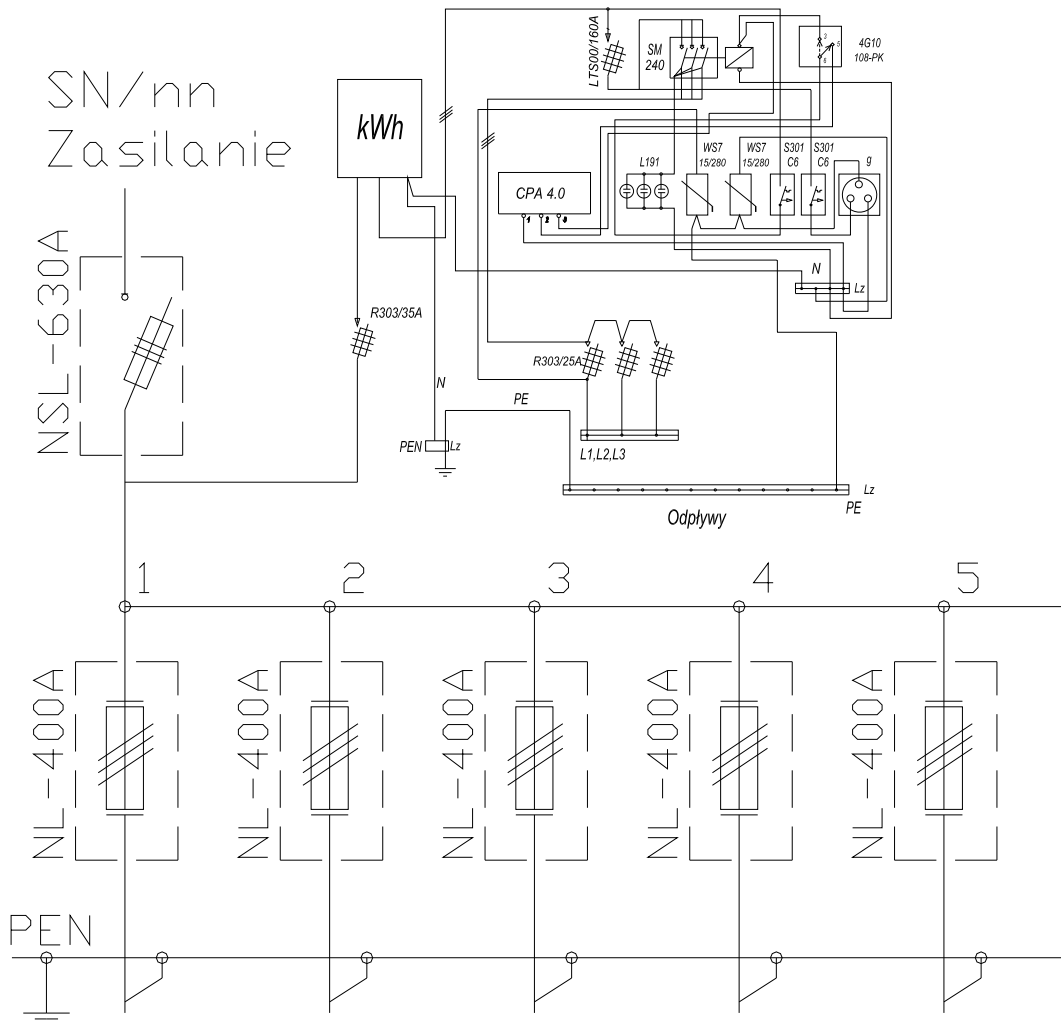 LTS00/160A
SM
240
3
5
6
4G10
108-PK
SN/nn
Zasilanie
kWh
L191
WS7
15/280
WS7
15/280
S301
C6
S301
C6
g
CPA 4.0
1
2
3
N
Lz
NSL-630A
R303/35A
R303/25A
N
PE
PEN
Lz
L1,L2,L3
Lz
PE
Odpływy
1
2
3
4
5
NL-400A
NL-400A
NL-400A
NL-400A
NL-400A
PEN